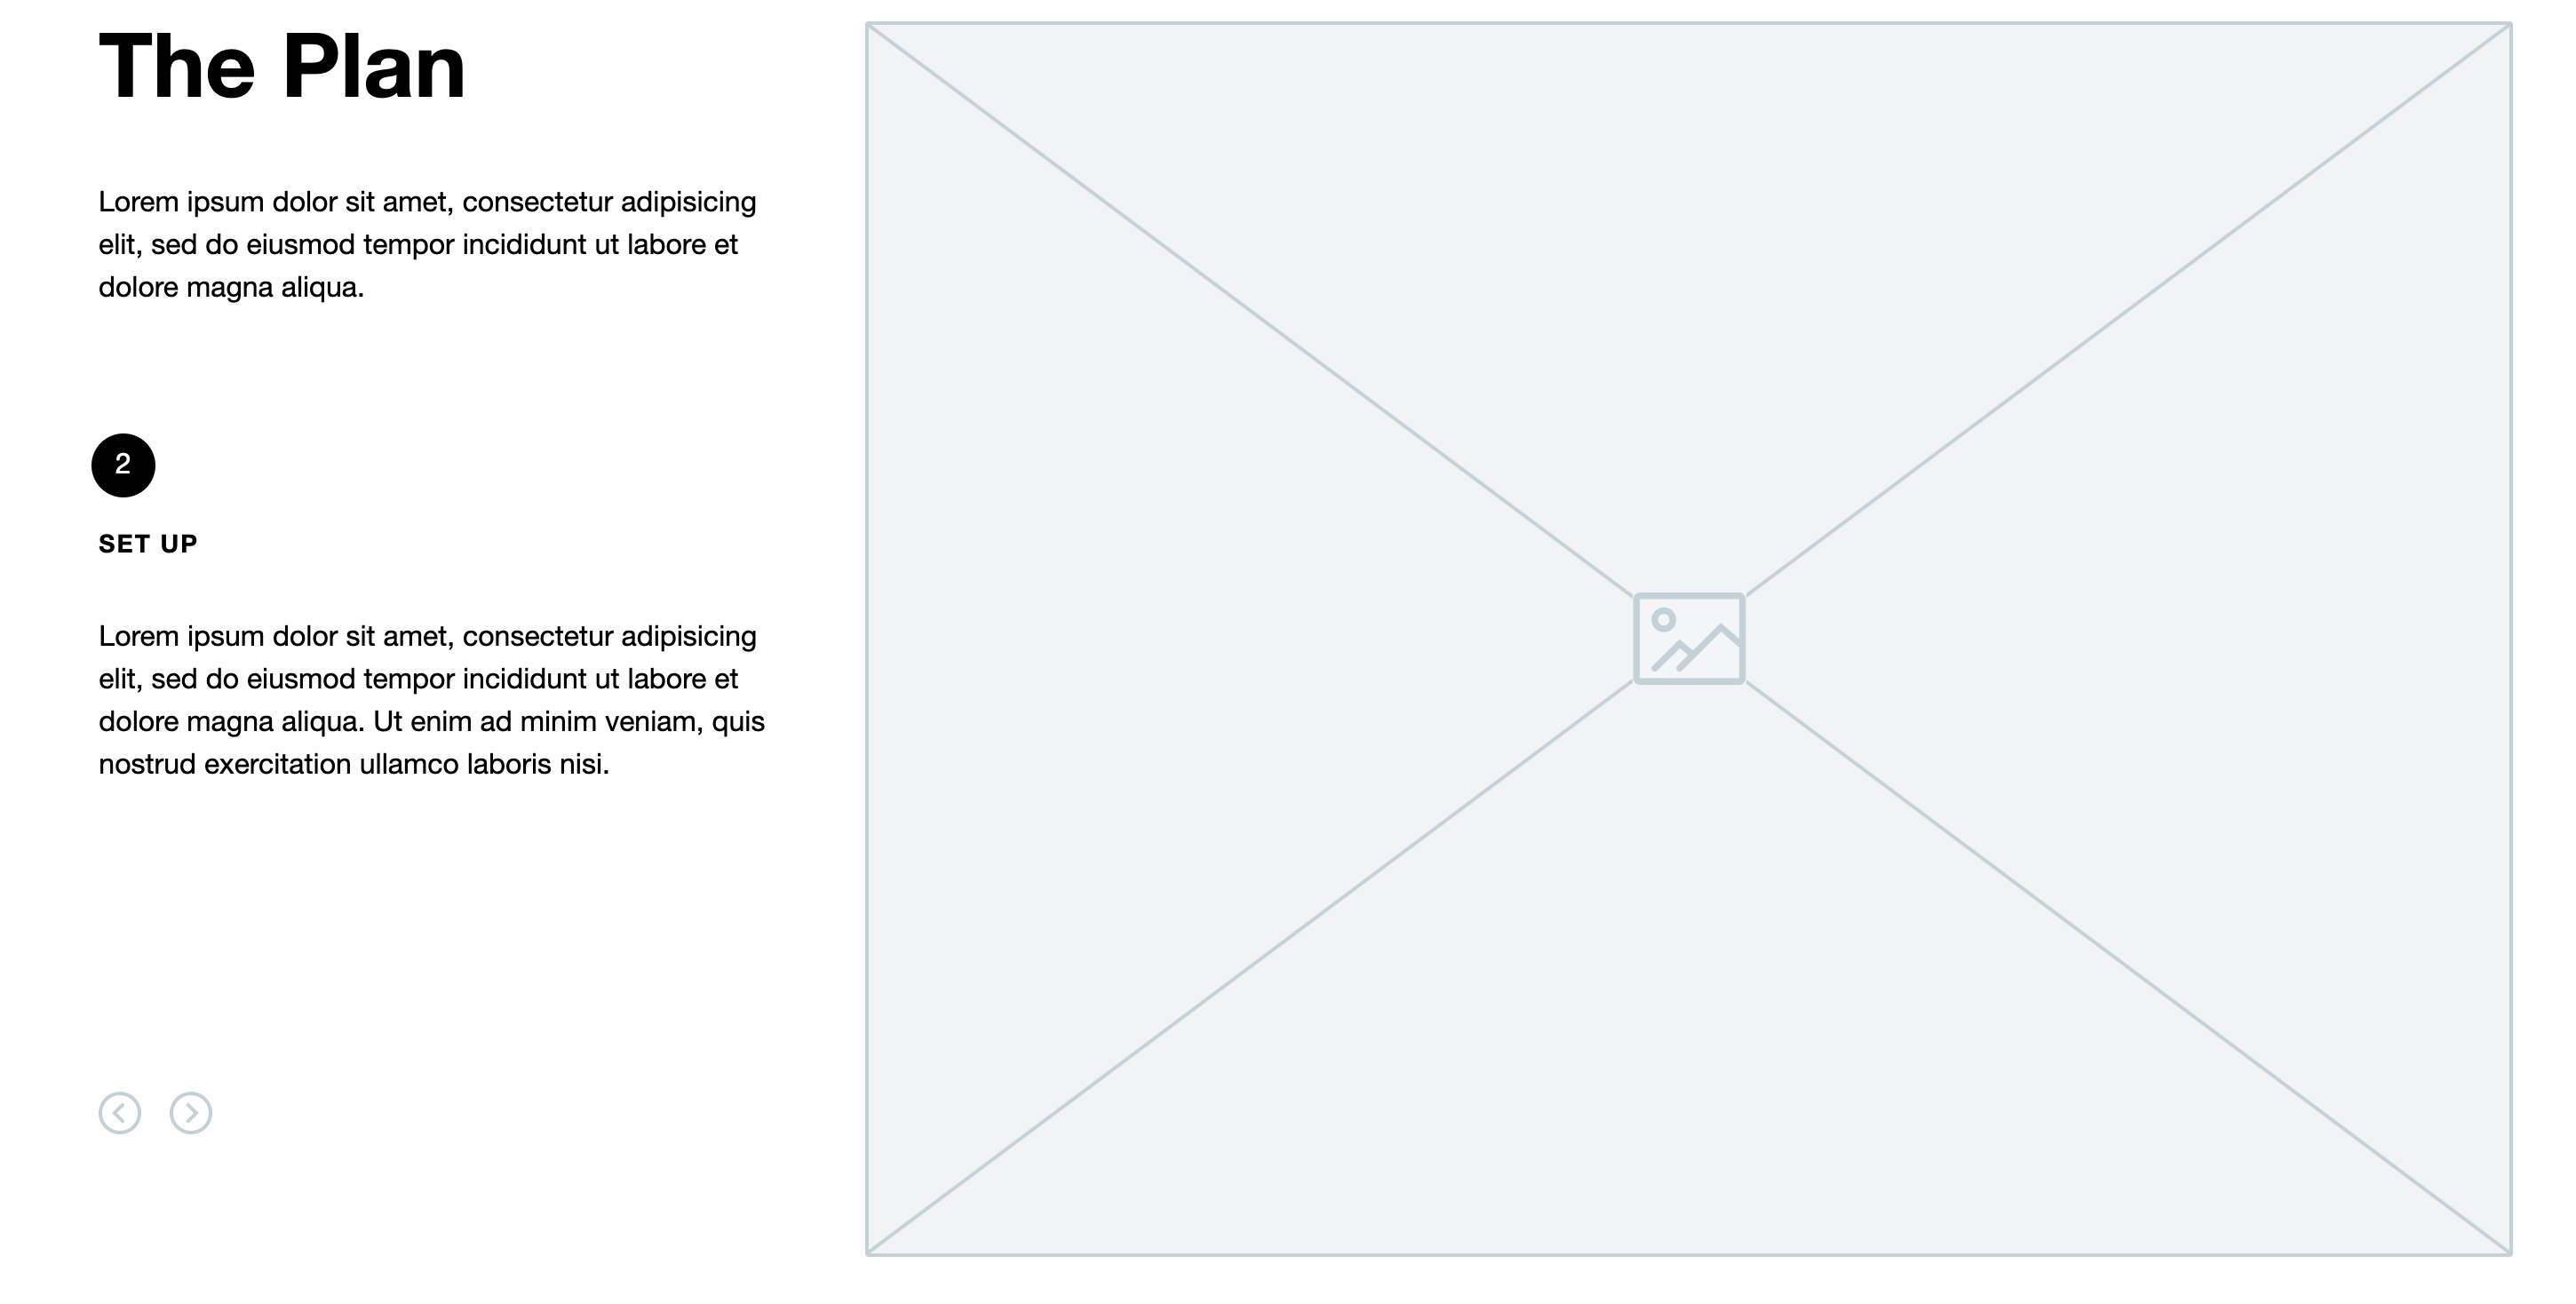 The Plan
Lorem ipsum dolor sit amet, consectetur adipisicing
elit, sed do eiusmod tempor incididunt ut labore et
dolore magna aliqua.
2
SET UP
Lorem ipsum dolor sit amet, consectetur adipisicing
elit, sed do eiusmod tempor incididunt ut labore et
dolore magna aliqua. Ut enim ad minim veniam, quis
nostrud exercitation ullamco laboris nisi.